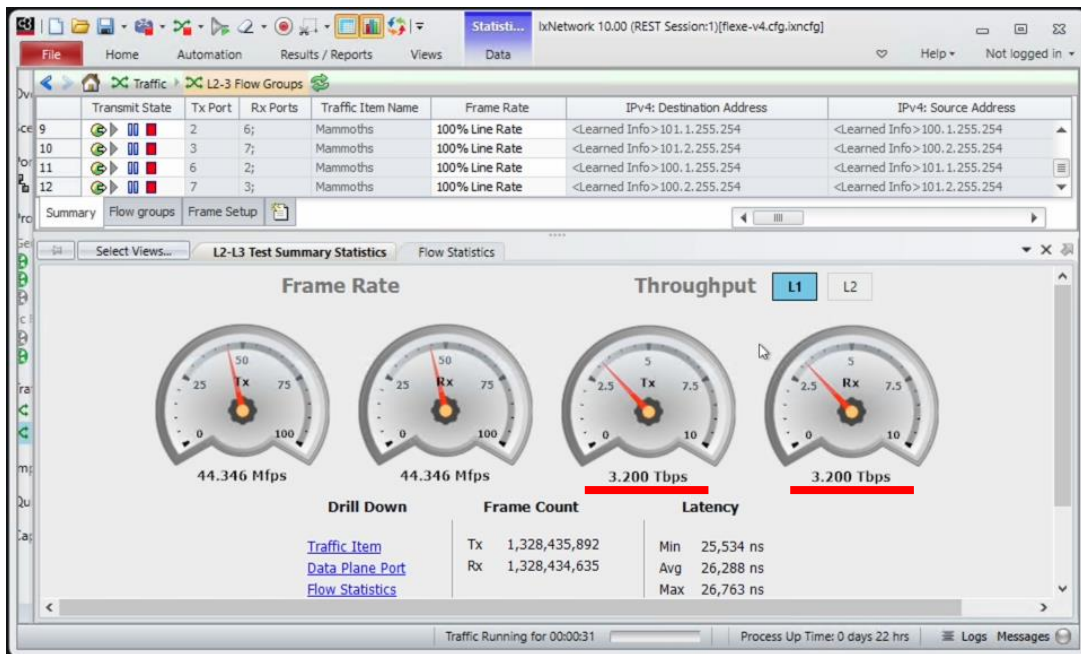 Statisti... IxNetwork 10.00 (REST Session:1)[flexe-v4.cfg.ixncfg]
File Home Automation Results / Reports Views Data Help Not logged in
Traffic L2-3 Flow Groups
Transmit State Tx Port Rx Ports Traffic Item Name Frame Rate IPv4: Destination Address IPv4: Source Address
9 2 6; Mammoths 100% Line Rate <Learned Info>101.1.255.254 <Learned Info>100.1.255.254
10 3 7; Mammoths 100% Line Rate <Learned Info>101.2.255.254 <Learned Info>100.2.255.254
11 6 2; Mammoths 100% Line Rate <Learned Info>100.1.255.254 <Learned Info>101.1.255.254
12 7 3; Mammoths 100% Line Rate <Learned Info>100.2.255.254 <Learned Info>101.2.255.254
Summary Flow groups Frame Setup
Select Views... L2-L3 Test Summary Statistics Flow Statistics
Frame Rate Throughput L1 L2
50 50 5 5
25 Tx 75 25 Rx 75 2.5 Tx 7.5 2.5 Rx 7.5
0 100 0 100 0 10 0 10
44.346 Mfps 44.346 Mfps 3.200 Tbps 3.200 Tbps
Drill Down Frame Count Latency
Traffic Item Tx 1,328,435,892 Min 25,534 ns
Data Plane Port Rx 1,328,434,635 Avg 26,288 ns
Flow Statistics Max 26,763 ns
Traffic Running for 00:00:31 Process Up Time: 0 days 22 hrs Logs Messages